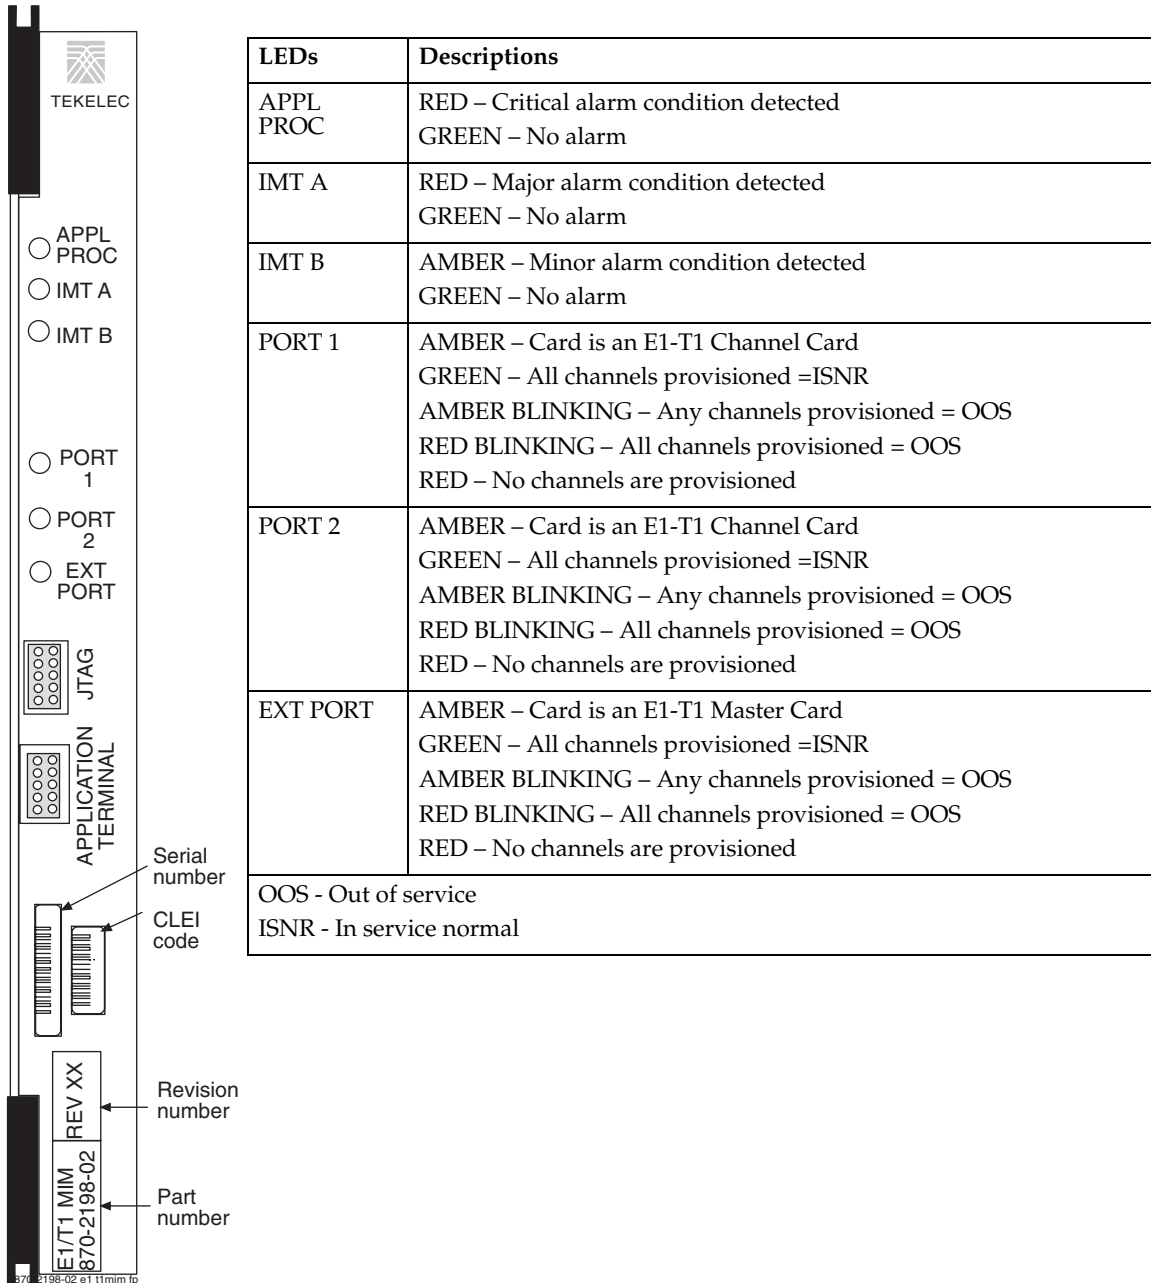 TEKELEC
APPL
PROC
IMT A
IMT B
PORT
1
PORT
2
EXT
PORT
JTAG
APPLICATION
TERMINAL
Serial
number
CLEI
code
REV XX
Revision
number
E1/T1 MIM
870-2198-02
Part
number
870-2198-02 e1 t1mim fp
LEDs Descriptions
APPL
PROC
RED – Critical alarm condition detected
GREEN – No alarm
IMT A RED – Major alarm condition detected
GREEN – No alarm
IMT B AMBER – Minor alarm condition detected
GREEN – No alarm
PORT 1 AMBER – Card is an E1-T1 Channel Card
GREEN – All channels provisioned =ISNR
AMBER BLINKING – Any channels provisioned = OOS
RED BLINKING – All channels provisioned = OOS
RED – No channels are provisioned
PORT 2 AMBER – Card is an E1-T1 Channel Card
GREEN – All channels provisioned =ISNR
AMBER BLINKING – Any channels provisioned = OOS
RED BLINKING – All channels provisioned = OOS
RED – No channels are provisioned
EXT PORT AMBER – Card is an E1-T1 Master Card
GREEN – All channels provisioned =ISNR
AMBER BLINKING – Any channels provisioned = OOS
RED BLINKING – All channels provisioned = OOS
RED – No channels are provisioned
OOS - Out of service
ISNR - In service normal